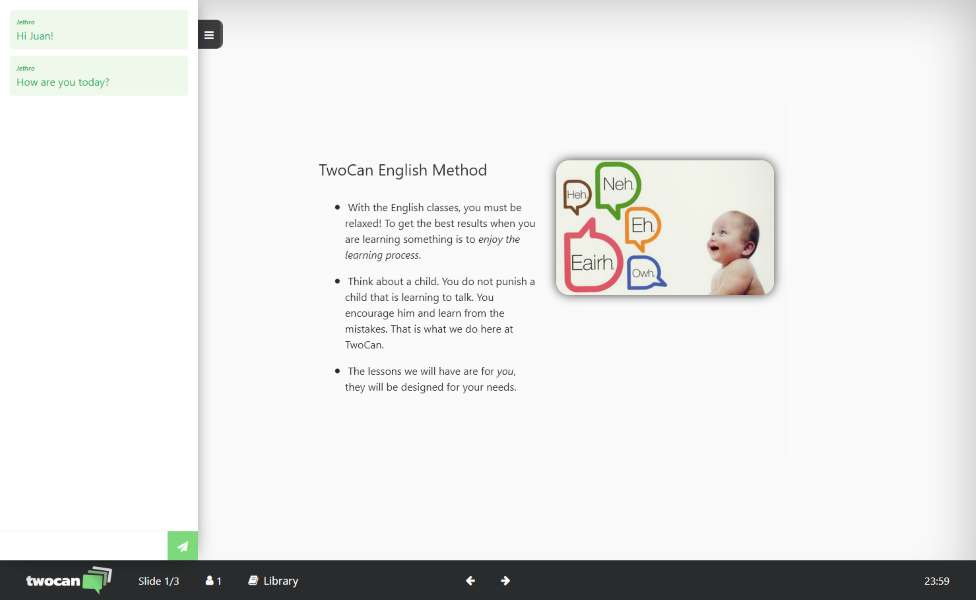 Jethro
Hi Juan!
Jethro
How are you today?
TwoCan English Method
With the English classes, you must be
relaxed! To get the best results when you
are learning something is to enjoy the
learning process.
Think about a child. You do not punish a
child that is learning to talk. You
encourage him and learn from the
mistakes. That is what we do here at
TwoCan.
The lessons we will have are for you,
they will be designed for your needs.
Heh.
Neh.
Eh.
Eairh.
Owh.
twocan
Slide 1/3
1
Library
23:59